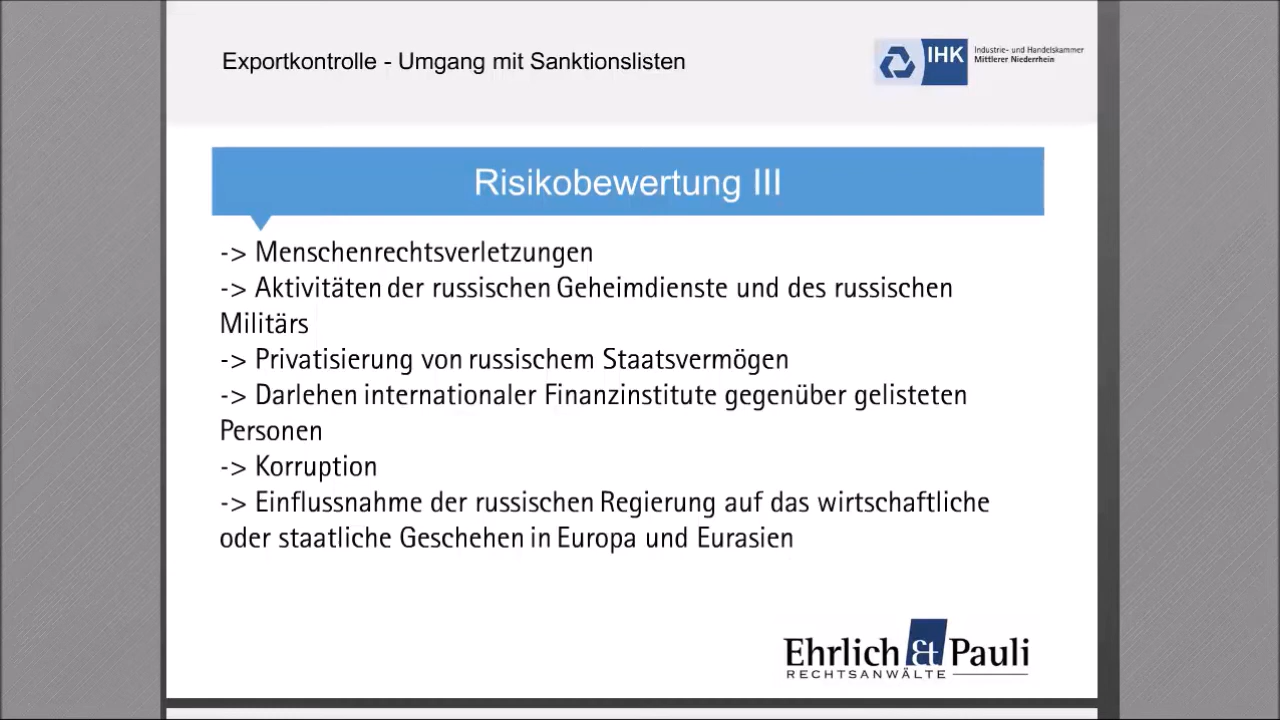 Exportkontrolle - Umgang mit Sanktionslisten
IHK
Industrie- und Handelskammer
Mittlerer Niederrhein
Risikobewertung III
-> Menschenrechtsverletzungen
-> Aktivitäten der russischen Geheimdienste und des russischen
Militärs
-> Privatisierung von russischem Staatsvermögen
-> Darlehen internationaler Finanzinstitute gegenüber gelisteten
Personen
-> Korruption
-> Einflussnahme der russischen Regierung auf das wirtschaftliche
oder staatliche Geschehen in Europa und Eurasien
Ehrlich & Pauli
RECHTSANWÄLTE